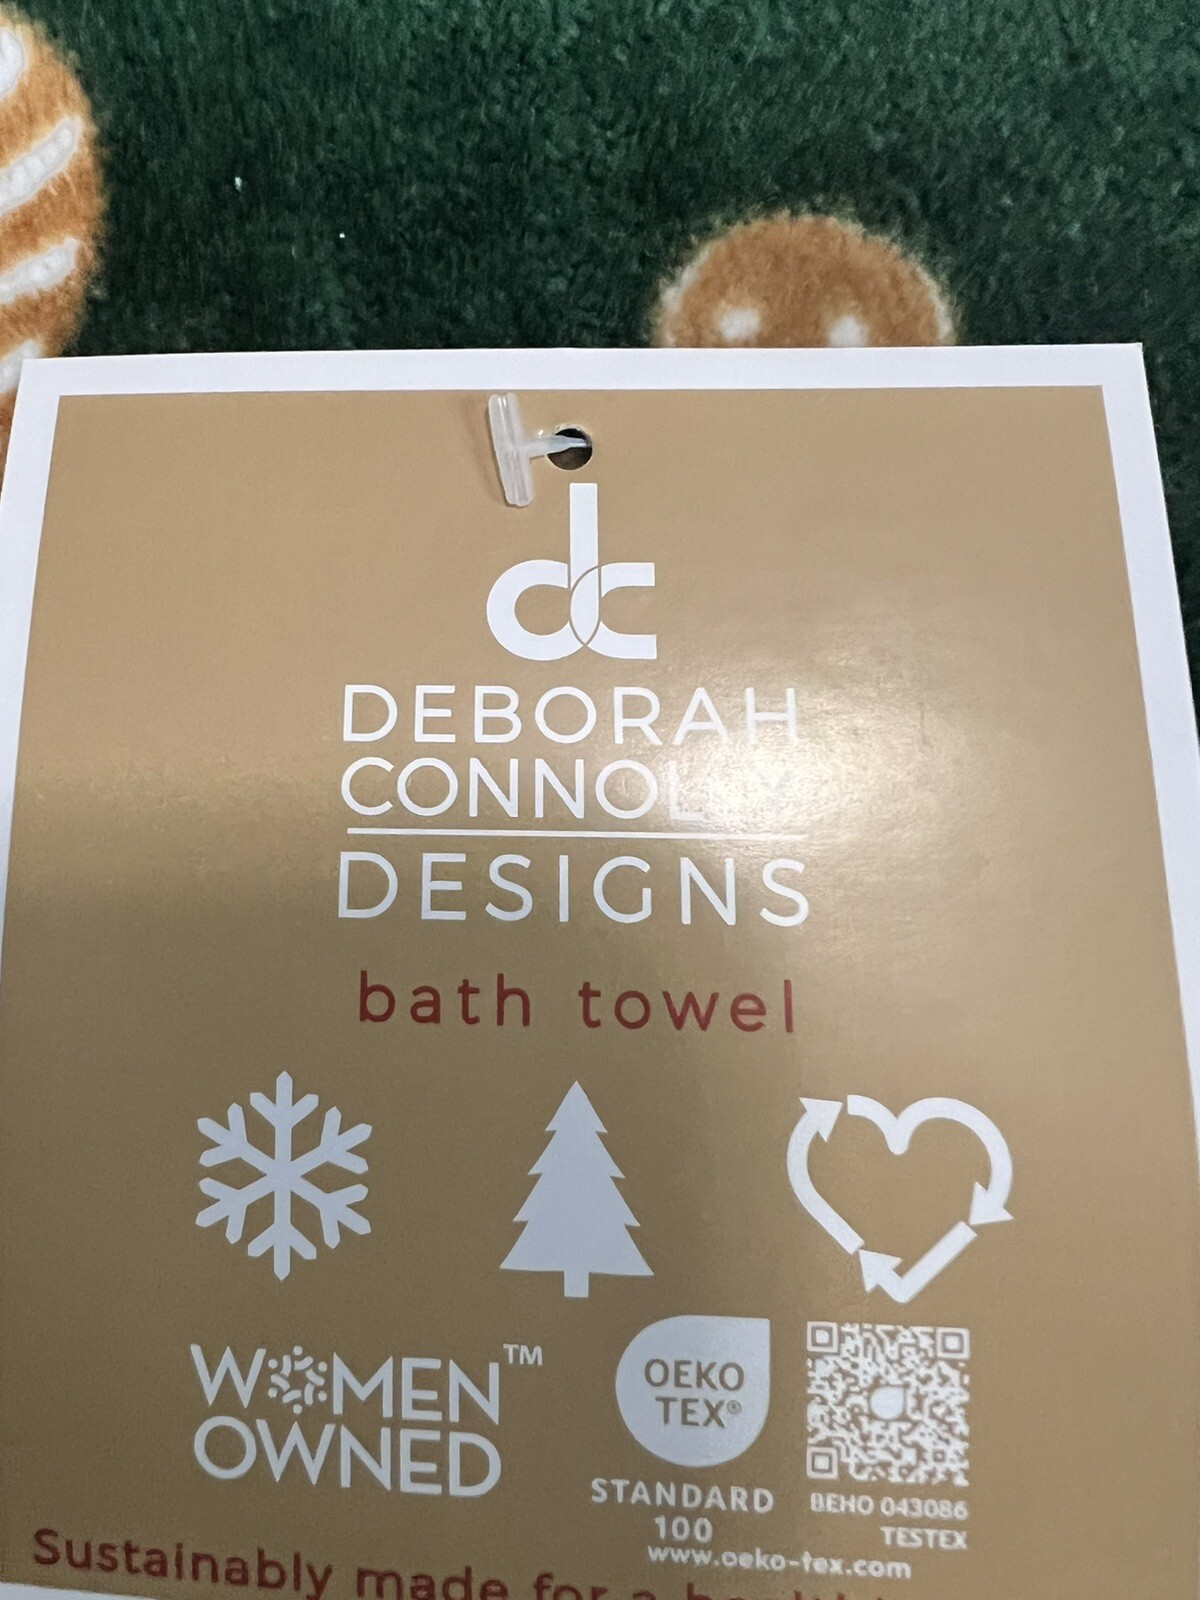 dc
DEBORAH
CONNOLLY
DESIGNS
bath towel
WOMEN™
OWNED
OEKO
TEX®
STANDARD
100
www.oeko-tex.com
BEHO 043086
TESTEX
Sustainably made for a